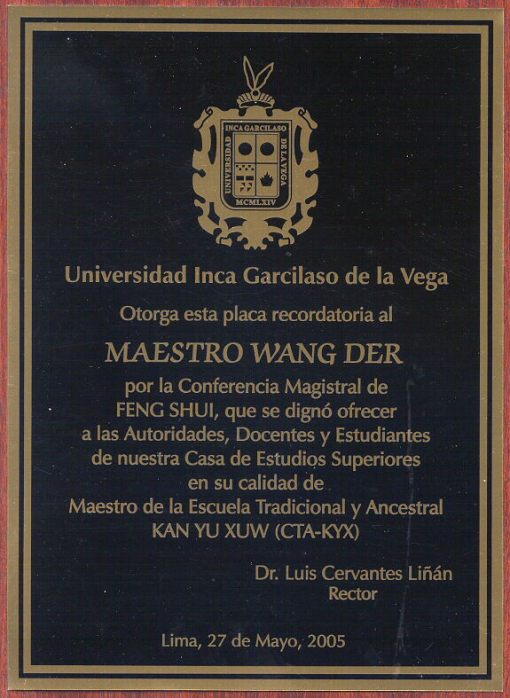 UNIVERSIDAD INCA GARCILASO DE LA VEGA
MCMLXIV
Universidad Inca Garcilaso de la Vega
Otorga esta placa recordatoria al
MAESTRO WANG DER
por la Conferencia Magistral de
FENG SHUI, que se dignó ofrecer
a las Autoridades, Docentes y Estudiantes
de nuestra Casa de Estudios Superiores
en su calidad de
Maestro de la Escuela Tradicional y Ancestral
KAN YU XUW (CTA-KYX)
Dr. Luis Cervantes Liñán
Rector
Lima, 27 de Mayo, 2005